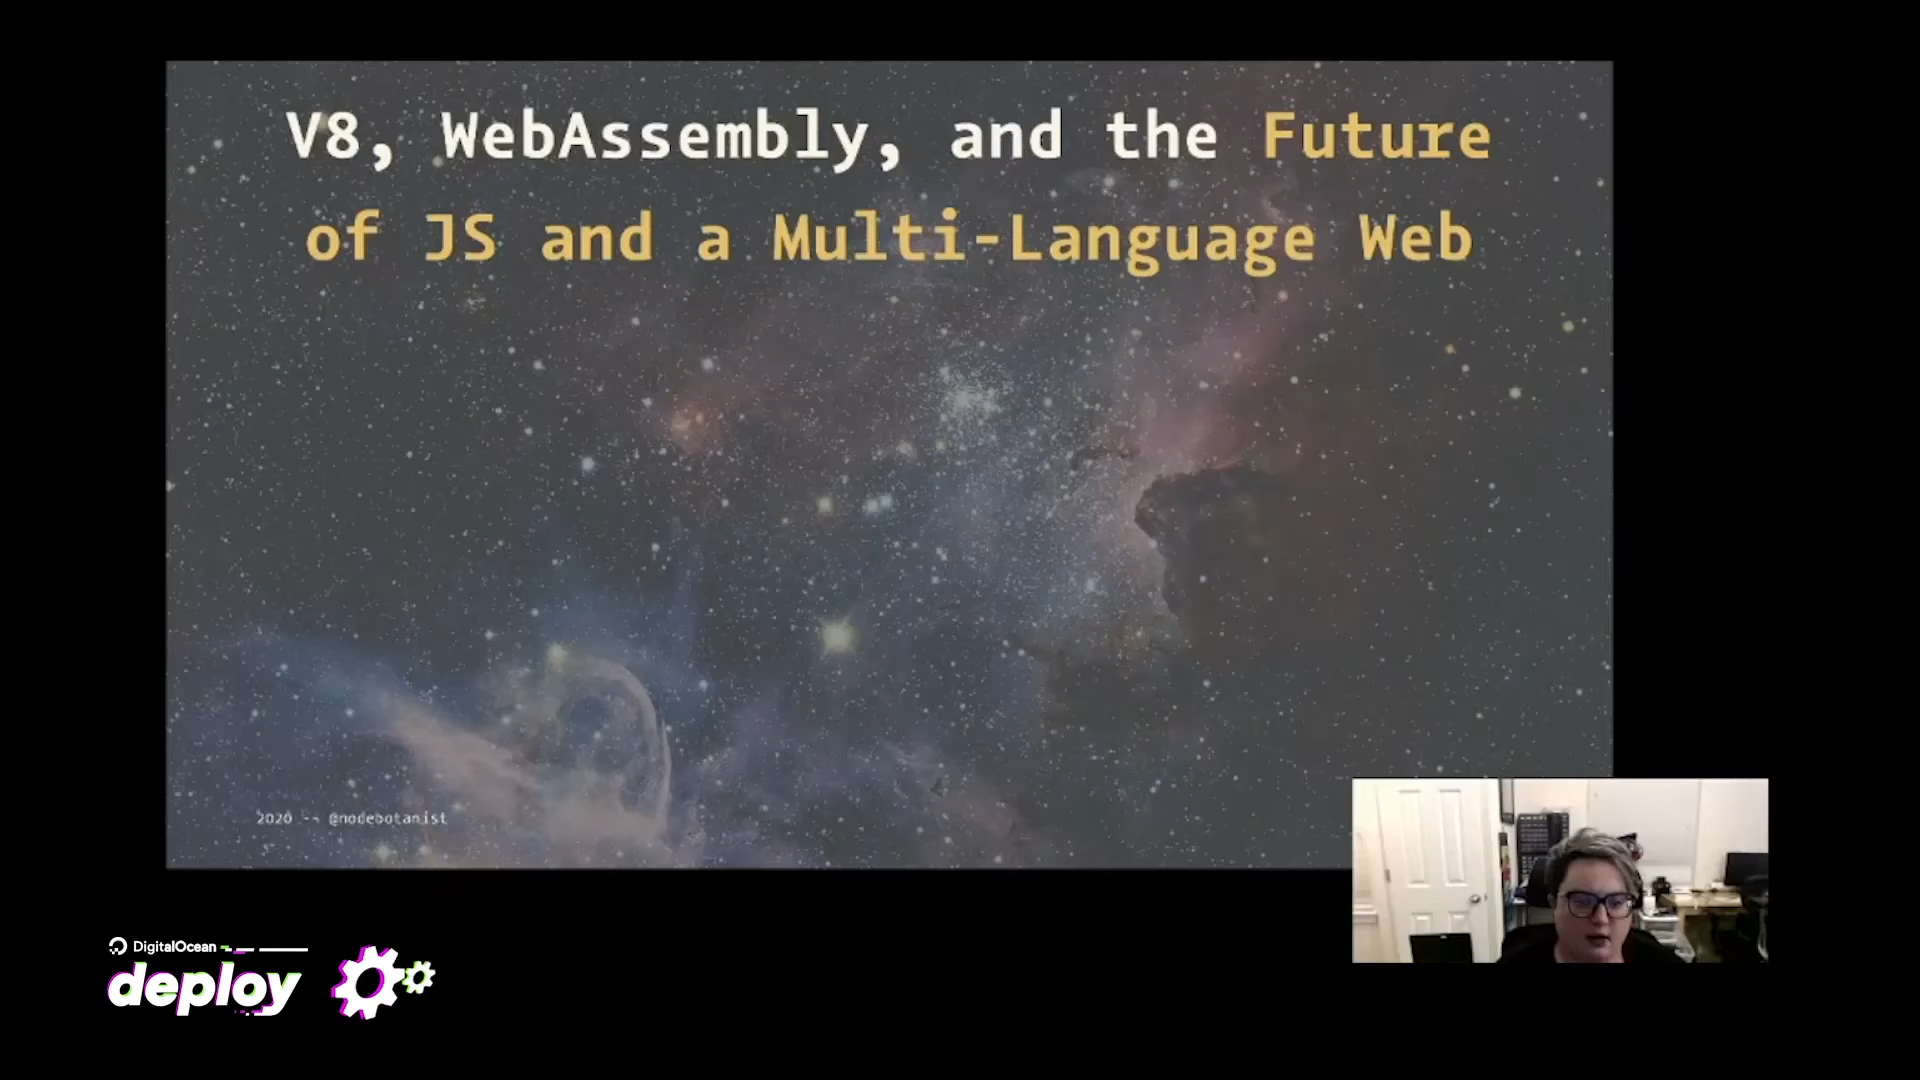 V8, WebAssembly, and the Future
of JS and a Multi-Language Web
2020 -- @nodebotanist
DigitalOcean
deploy